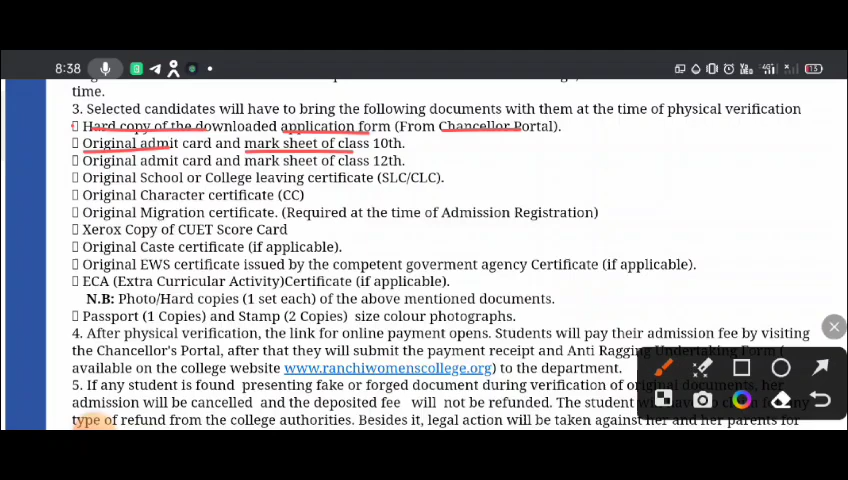 8:38
time.
3. Selected candidates will have to bring the following documents with them at the time of physical verification
Hard copy of the downloaded application form (From Chancellor Portal).
Original admit card and mark sheet of class 10th.
Original admit card and mark sheet of class 12th.
Original School or College leaving certificate (SLC/CLC).
Original Character certificate (CC)
Original Migration certificate. (Required at the time of Admission Registration)
Xerox Copy of CUET Score Card
Original Caste certificate (if applicable).
Original EWS certificate issued by the competent goverment agency Certificate (if applicable).
ECA (Extra Curricular Activity)Certificate (if applicable).
N.B: Photo/Hard copies (1 set each) of the above mentioned documents.
Passport (1 Copies) and Stamp (2 Copies) size colour photographs.
4. After physical verification, the link for online payment opens. Students will pay their admission fee by visiting
the Chancellor's Portal, after that they will submit the payment receipt and Anti Ragging Undertaking Form (
available on the college website www.ranchiwomenscollege.org) to the department.
5. If any student is found presenting fake or forged document during verification of original documents, her
admission will be cancelled and the deposited fee will not be refunded. The student will any
type of refund from the college authorities. Besides it, legal action will be taken against her and her parents for